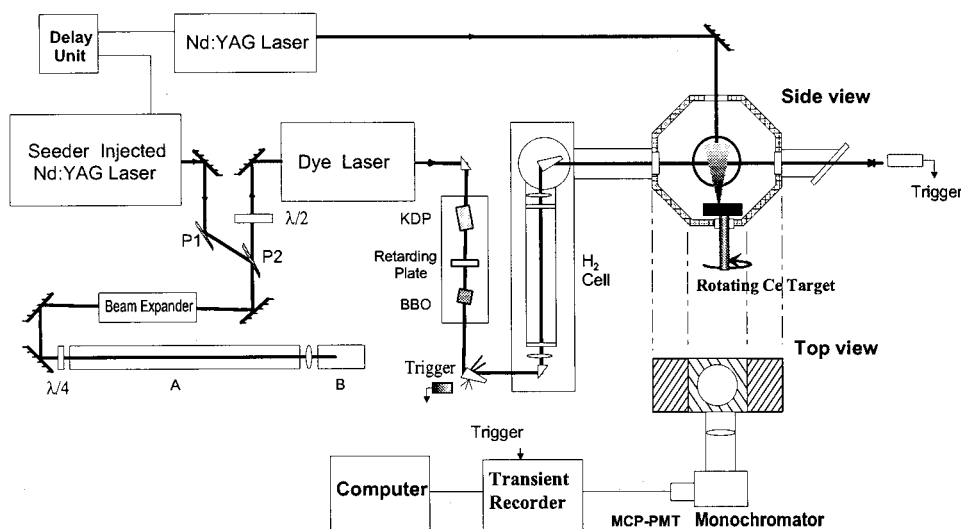 Delay
Unit
Nd:YAG Laser
Side view
Seeder Injected
Nd:YAG Laser
Dye Laser
Trigger
λ/2
KDP
P1
P2
Retarding
Plate
H2
Cell
BBO
Rotating Ce Target
Beam Expander
Top view
Trigger
λ/4
A
B
Trigger
Computer
Transient
Recorder
MCP-PMT
Monochromator